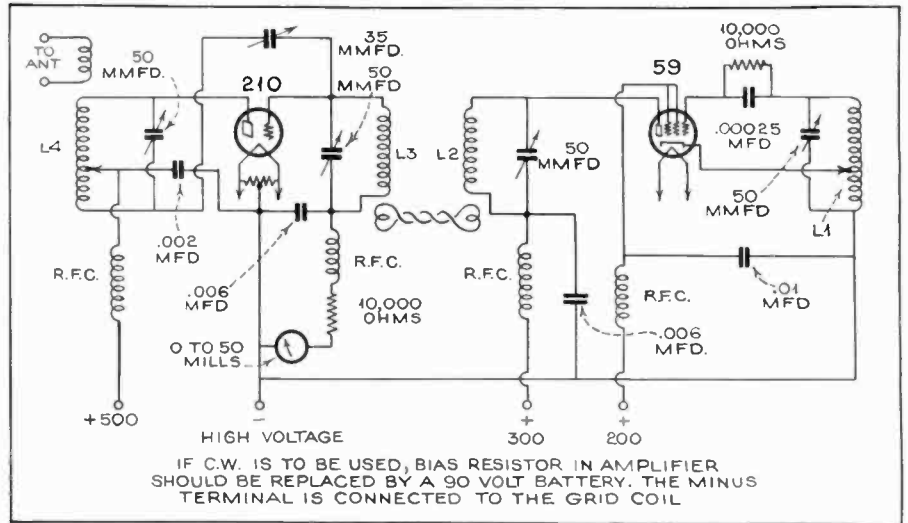 TO
ANT
50
MMFD.
210
35
MMFD.
50
MMFD
59
10,000
OHMS
.00025
MFD
L4
L3
L2
50
MMFD
50
MMFD
L1
.002
MFD
.006
MFD
R.F.C.
R.F.C.
10,000
OHMS
0 TO 50
MILLS
R.F.C.
.006
MFD.
R.F.C.
.01
MFD
+500
-
HIGH VOLTAGE
+
300
+
200
IF C.W. IS TO BE USED, BIAS RESISTOR IN AMPLIFIER
SHOULD BE REPLACED BY A 90 VOLT BATTERY. THE MINUS
TERMINAL IS CONNECTED TO THE GRID COIL